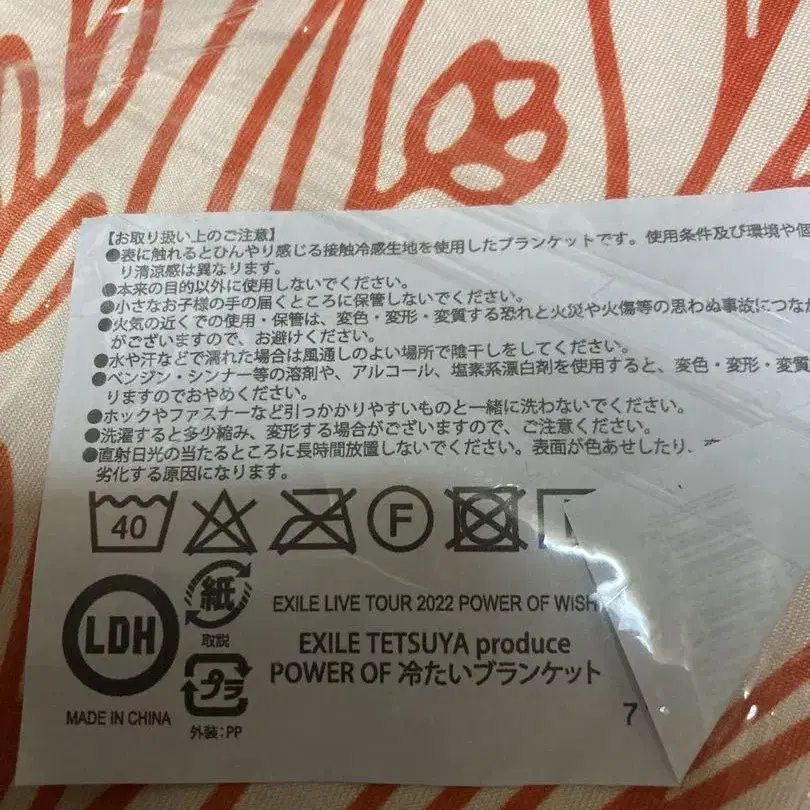 【お取り扱い上のご注意】
●表に触れるとひんやり感じる接触冷感生地を使用したブランケットです。使用条件及び環境や個
り清涼感は異なります。
●本来の目的以外に使用しないでください。
●小さなお子様の手の届くところに保管しないでください。
●火気の近くでの使用・保管は、変色・変形・変質する恐れと火災や火傷等の思わぬ事故につなが
がございますので、お避けください。
●水や汗などで濡れた場合は風通しのよい場所で陰干しをしてください。
●ベンジン・シンナー等の溶剤や、アルコール、塩素系漂白剤を使用すると、変色・変形・変質
ますのでおやめください。
●ホックやファスナーなど引っかかりやすいものと一緒に洗わないでください。
●洗濯すると多少縮み、変形する場合がございますので、ご注意ください。
●直射日光の当たるところに長時間放置しないでください。表面が色あせしたり、
劣化する原因になります。
40
F
LDH
MADE IN CHINA
紙
取説
プラ
外装:PP
EXILE LIVE TOUR 2022 POWER OF WISH
EXILE TETSUYA produce
POWER OF 冷たいブランケット
7